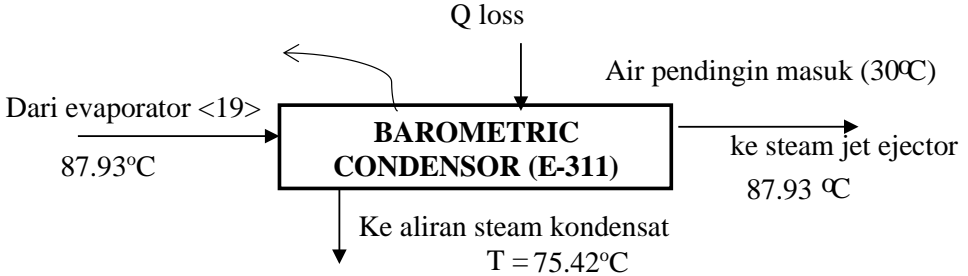 Q loss
Air pendingin masuk (30ºC)
Dari evaporator <19>
BAROMETRIC
CONDENSOR (E-311)
ke steam jet ejector
87.93ºC
87.93 ºC
Ke aliran steam kondensat
T = 75.42ºC